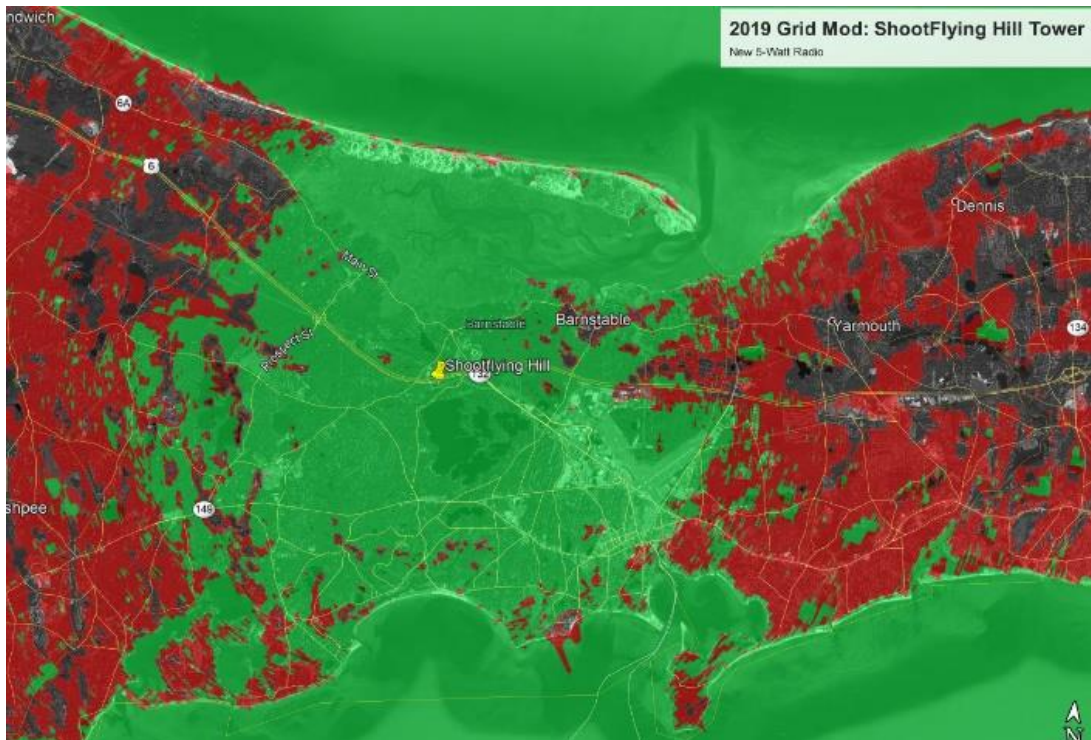 ndwich
2019 Grid Mod: ShootFlying Hill Tower
New 5-Watt Radio
6A
6
Dennis
Main St
Barnstable
Barnstable
Yarmouth
134
Prospect St
Shootflying Hill
132
149
shpee
N